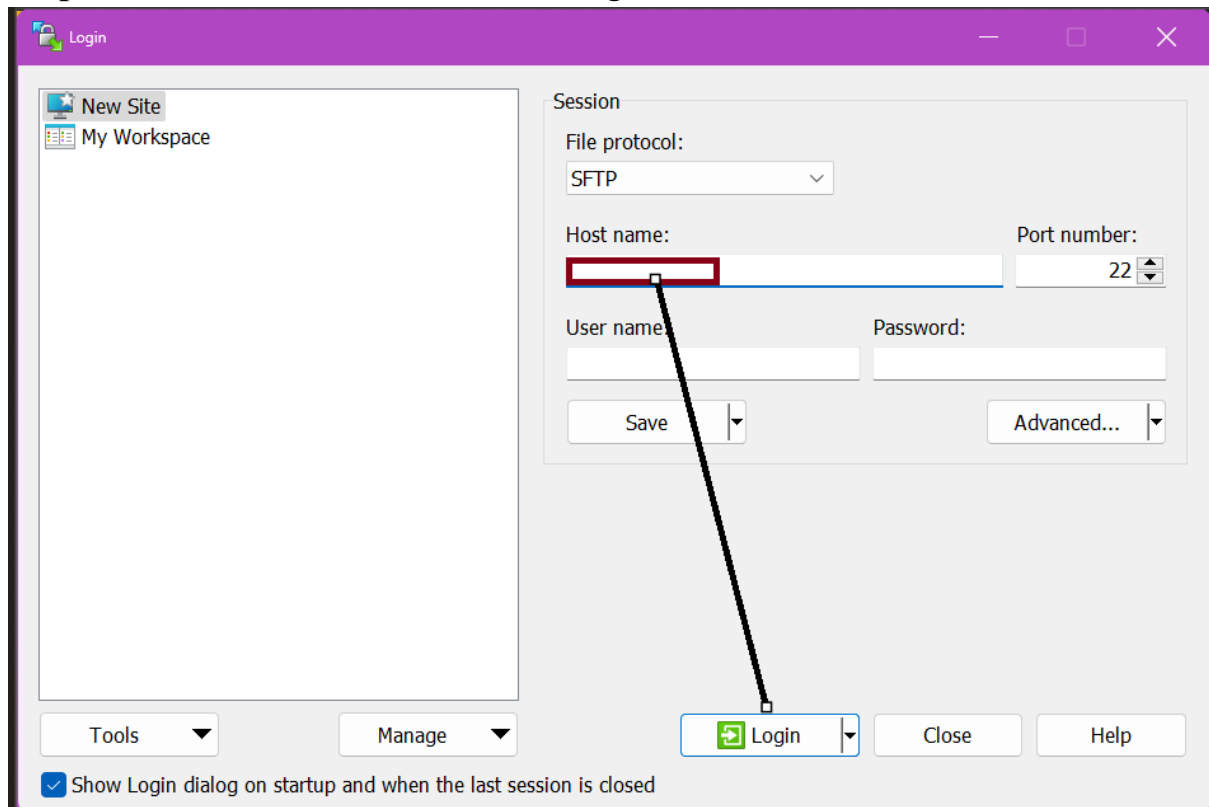 Login
New Site
My Workspace
Session
File protocol:
SFTP
Host name:
Port number:
22
User name:
Password:
Save
Advanced...
Tools
Manage
Login
Close
Help
Show Login dialog on startup and when the last session is closed